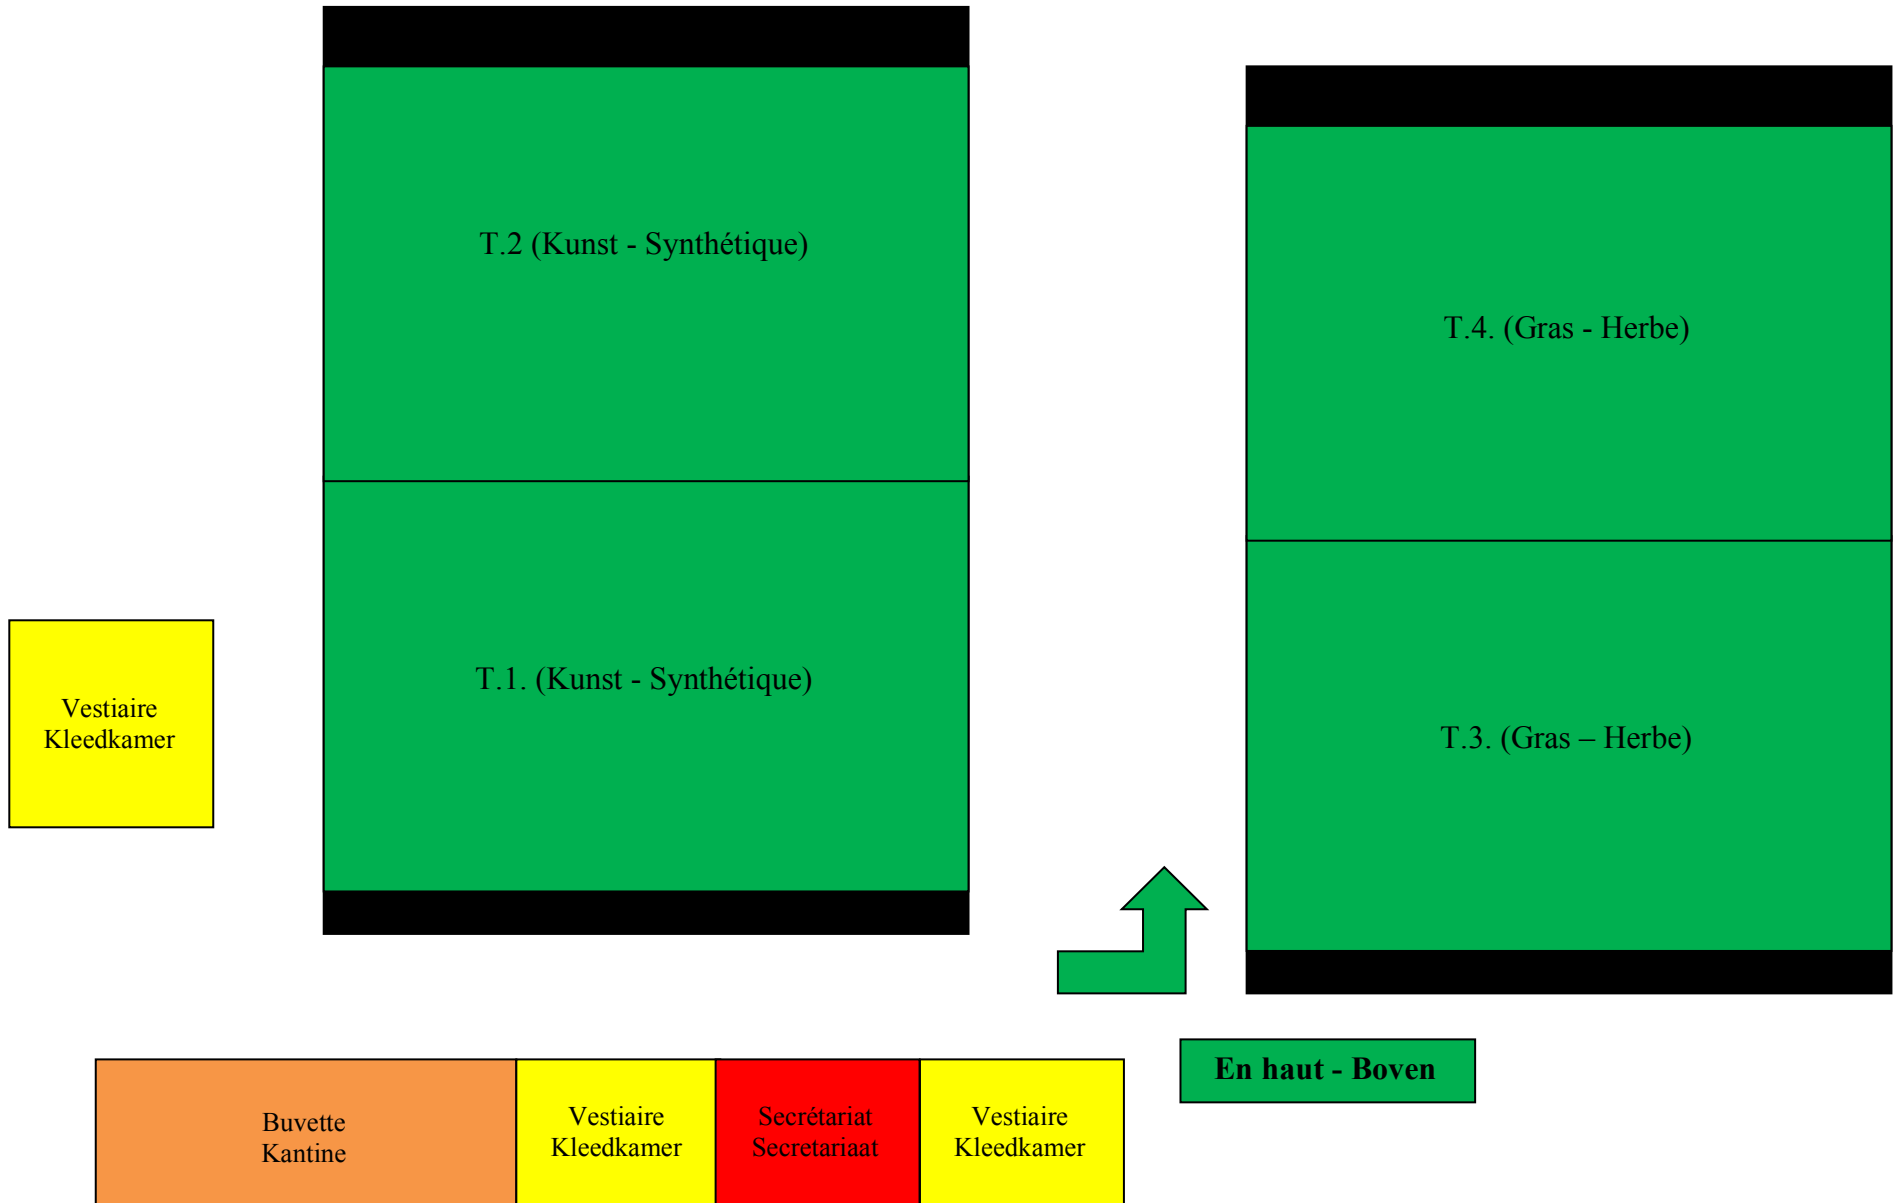 T.2 (Kunst - Synthétique)
T.4. (Gras - Herbe)
T.1. (Kunst - Synthétique)
T.3. (Gras – Herbe)
Vestiaire
Kleedkamer
En haut - Boven
Buvette
Kantine
Vestiaire
Kleedkamer
Secrétariat
Secretariaat
Vestiaire
Kleedkamer